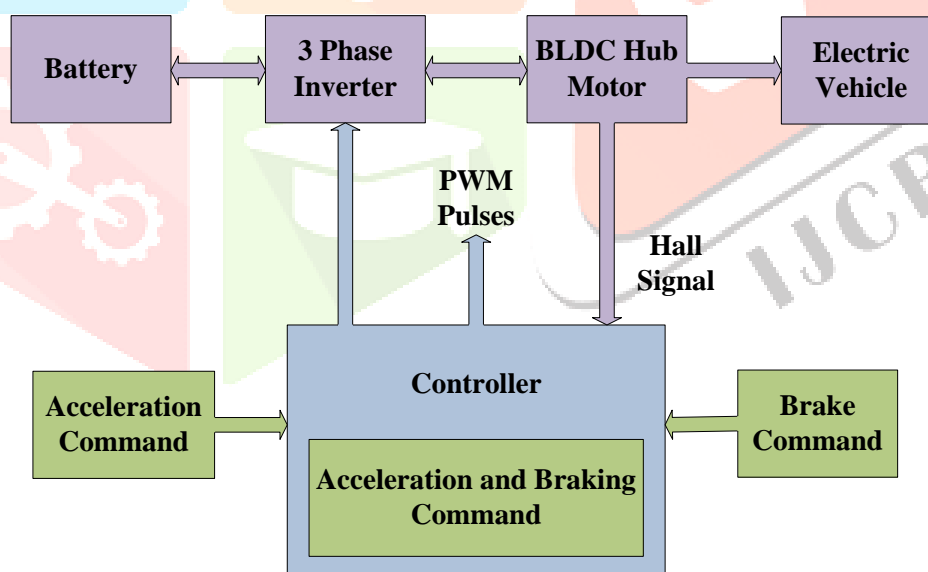 Battery
3 Phase
Inverter
BLDC Hub
Motor
Electric
Vehicle
PWM
Pulses
Hall
Signal
Controller
Acceleration
Command
Brake
Command
Acceleration and Braking
Command